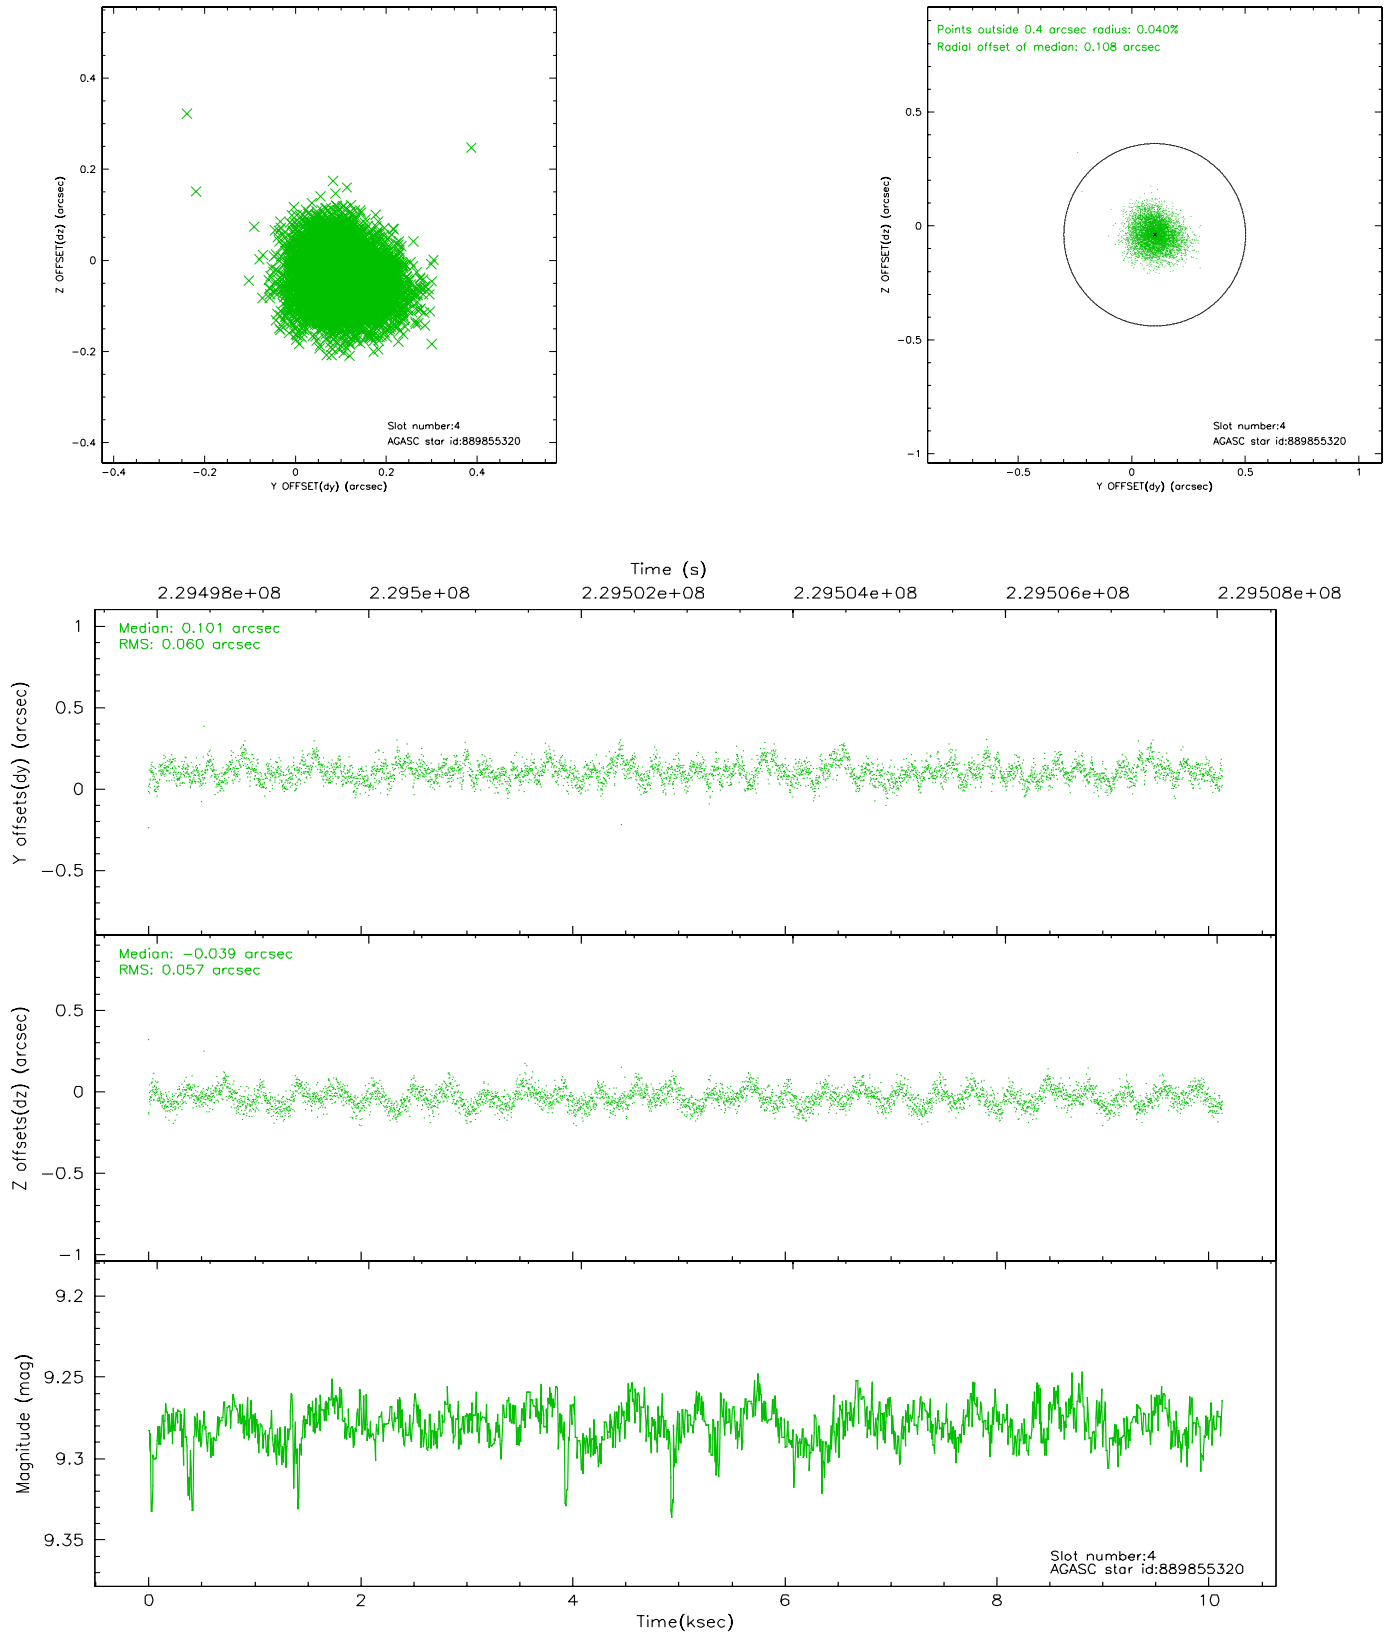 Points outside 0.4 arcsec radius: 0.040%
Radial offset of median: 0.108 arcsec
0.4
0.2
0
−0.2
−0.4
Z OFFSET(dz) (arcsec)
Slot number:4
AGASC star id:889855320
−0.4 −0.2 0 0.2 0.4
Y OFFSET(dy) (arcsec)
0.5
0
−0.5
−1
Z OFFSET(dz) (arcsec)
Slot number:4
AGASC star id:889855320
−0.5 0 0.5 1
Y OFFSET(dy) (arcsec)
Time (s)
2.29498e+08 2.295e+08 2.29502e+08 2.29504e+08 2.29506e+08 2.29508e+08
Median: 0.101 arcsec
RMS: 0.060 arcsec
1
0.5
0
−0.5
Y offsets(dy) (arcsec)
Median: −0.039 arcsec
RMS: 0.057 arcsec
0.5
0
−0.5
−1
Z offsets(dz) (arcsec)
9.2
9.25
9.3
9.35
Magnitude (mag)
Slot number:4
AGASC star id:889855320
0 2 4 6 8 10
Time(ksec)